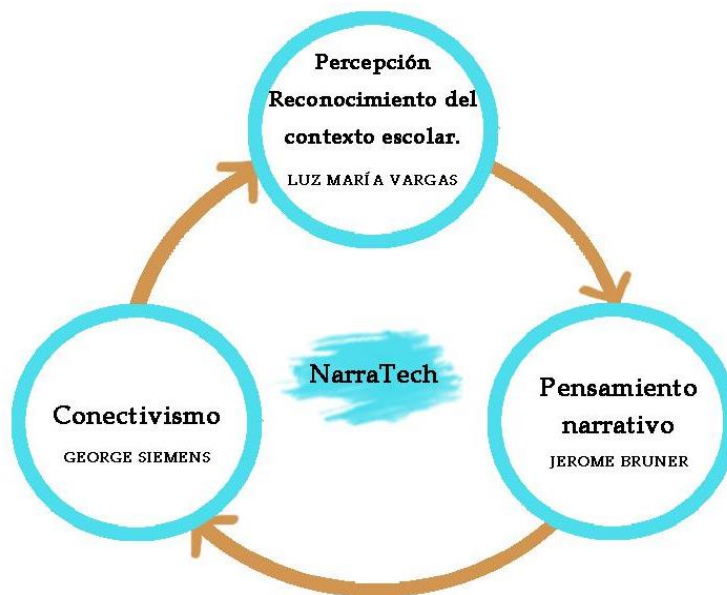 Percepción
Reconocimiento del
contexto escolar.
LUZ MARÍA VARGAS
NarraTech
Conectivismo
GEORGE SIEMENS
Pensamiento
narrativo
JEROME BRUNER